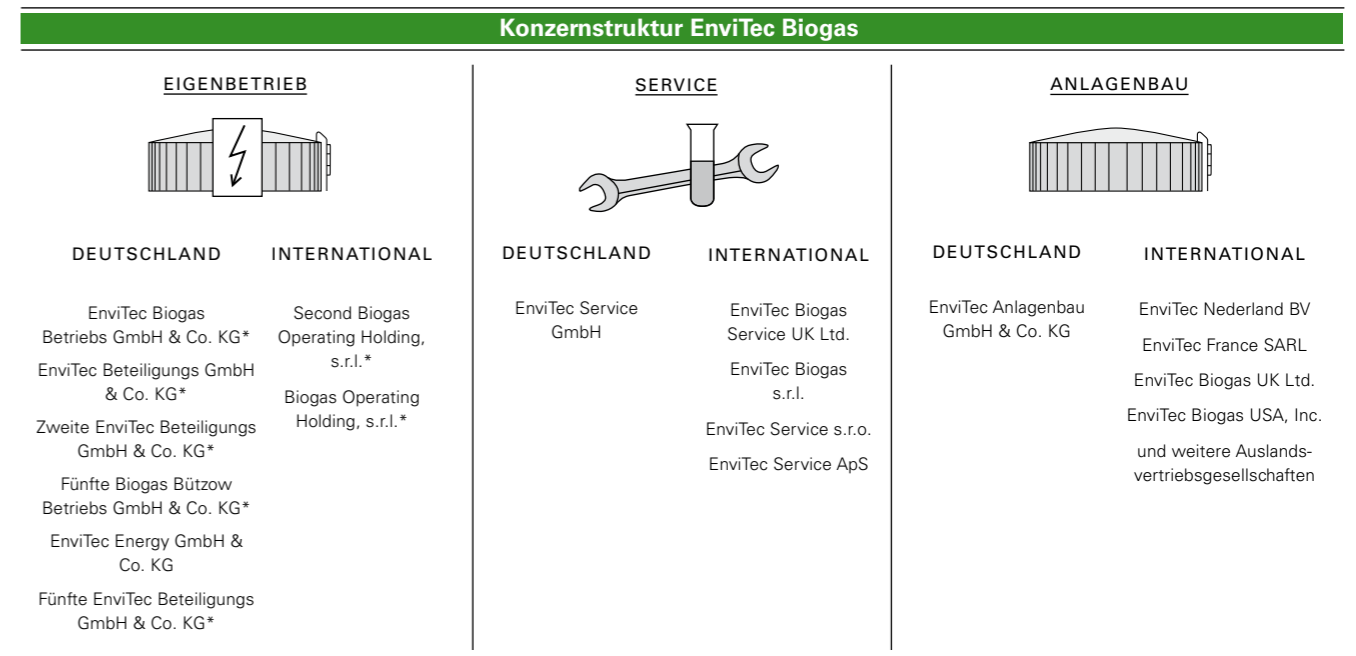 Konzernstruktur EnviTec Biogas
EIGENBETRIEB
DEUTSCHLAND
EnviTec Biogas
Betriebs GmbH & Co. KG*
EnviTec Beteiligungs GmbH
& Co. KG*
Zweite EnviTec Beteiligungs
GmbH & Co. KG*
Fünfte Biogas Bützow
Betriebs GmbH & Co. KG*
EnviTec Energy GmbH &
Co. KG
Fünfte EnviTec Beteiligungs
GmbH & Co. KG*
INTERNATIONAL
Second Biogas
Operating Holding,
s.r.l.*
Biogas Operating
Holding, s.r.l.*
SERVICE
DEUTSCHLAND
EnviTec Service
GmbH
INTERNATIONAL
EnviTec Biogas
Service UK Ltd.
EnviTec Biogas
s.r.l.
EnviTec Service s.r.o.
EnviTec Service ApS
ANLAGENBAU
DEUTSCHLAND
EnviTec Anlagenbau
GmbH & Co. KG
INTERNATIONAL
EnviTec Nederland BV
EnviTec France SARL
EnviTec Biogas UK Ltd.
EnviTec Biogas USA, Inc.
und weitere Auslands-
vertriebsgesellschaften